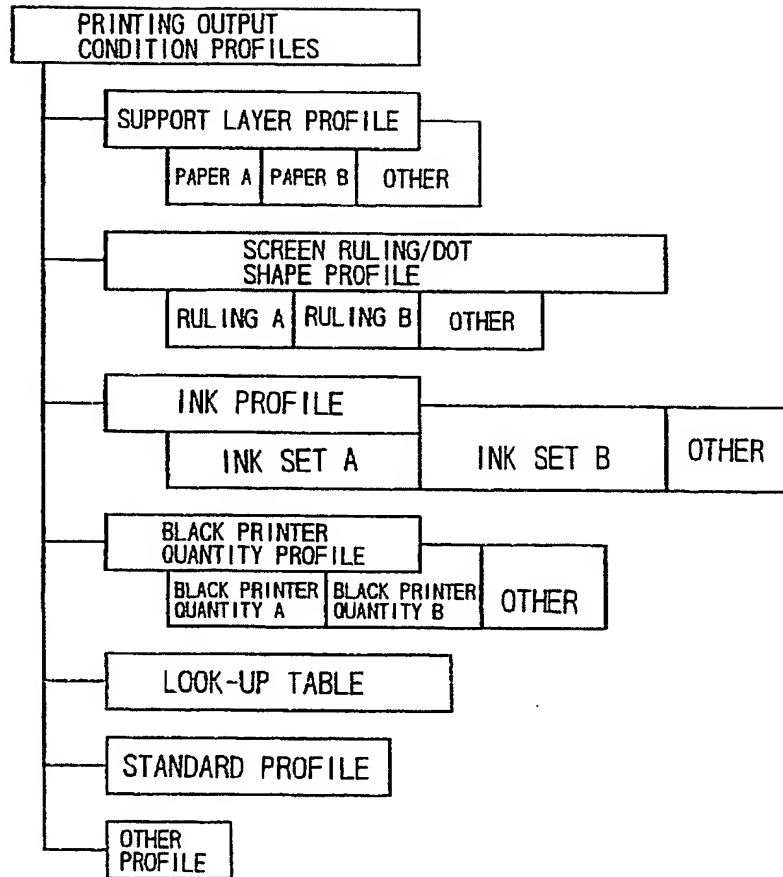 PRINTING OUTPUT
CONDITION PROFILES
SUPPORT LAYER PROFILE
PAPER A PAPER B OTHER
SCREEN RULING/DOT
SHAPE PROFILE
RULING A RULING B OTHER
INK PROFILE
INK SET A INK SET B OTHER
BLACK PRINTER
QUANTITY PROFILE
BLACK PRINTER
QUANTITY A
BLACK PRINTER
QUANTITY B
OTHER
LOOK-UP TABLE
STANDARD PROFILE
OTHER
PROFILE